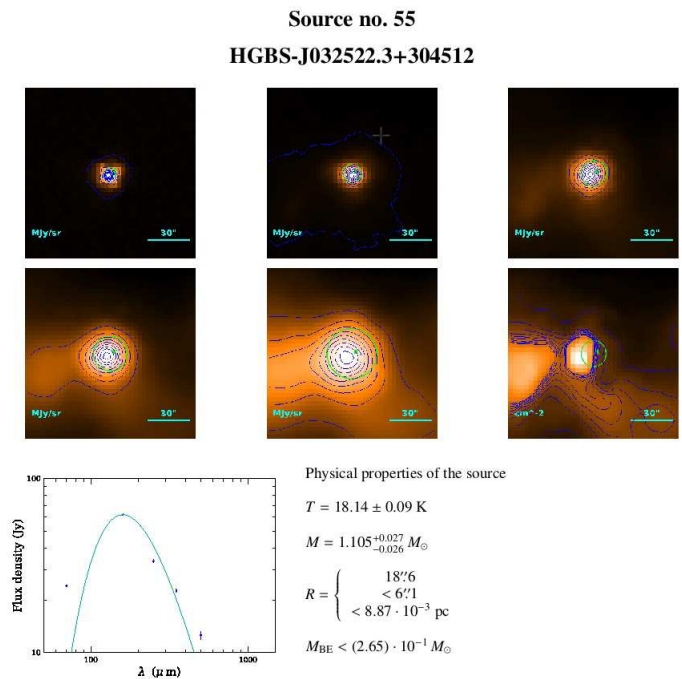 Source no. 55
HGBS-J032522.3+304512
MJy/sr 30" MJy/sr 30" MJy/sr 30"
MJy/sr 30" MJy/sr 30" cm^-2 30"
Physical properties of the source
T = 18.14 ± 0.09 K
M = 1.105 +0.027 −0.026 M⊙
R = { 18″.6
< 6″.1
< 8.87 · 10⁻³ pc
M_BE < (2.65) · 10⁻¹ M⊙
Flux density (Jy)
100
10
100 1000
λ (μm)